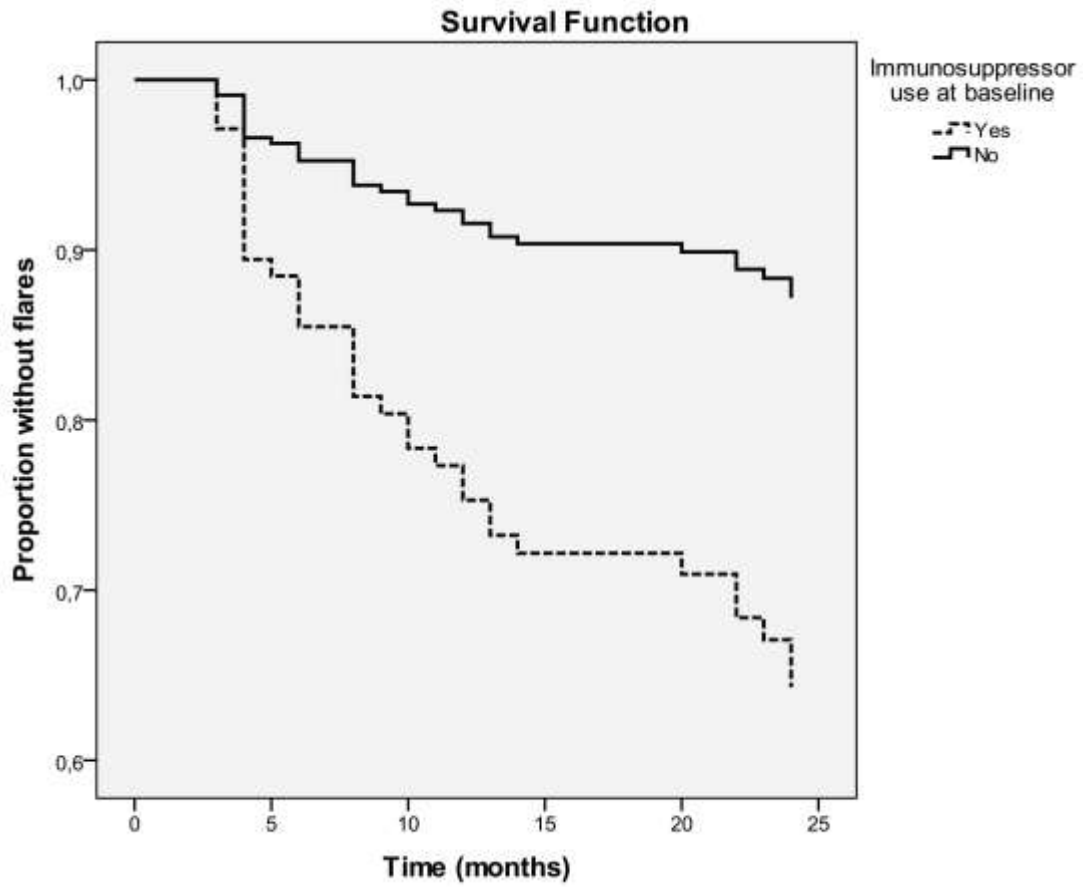 Survival Function
Immunosuppressor
use at baseline
Yes
No
Proportion without flares
1,0
0,9
0,8
0,7
0,6
0
5
10
15
20
25
Time (months)